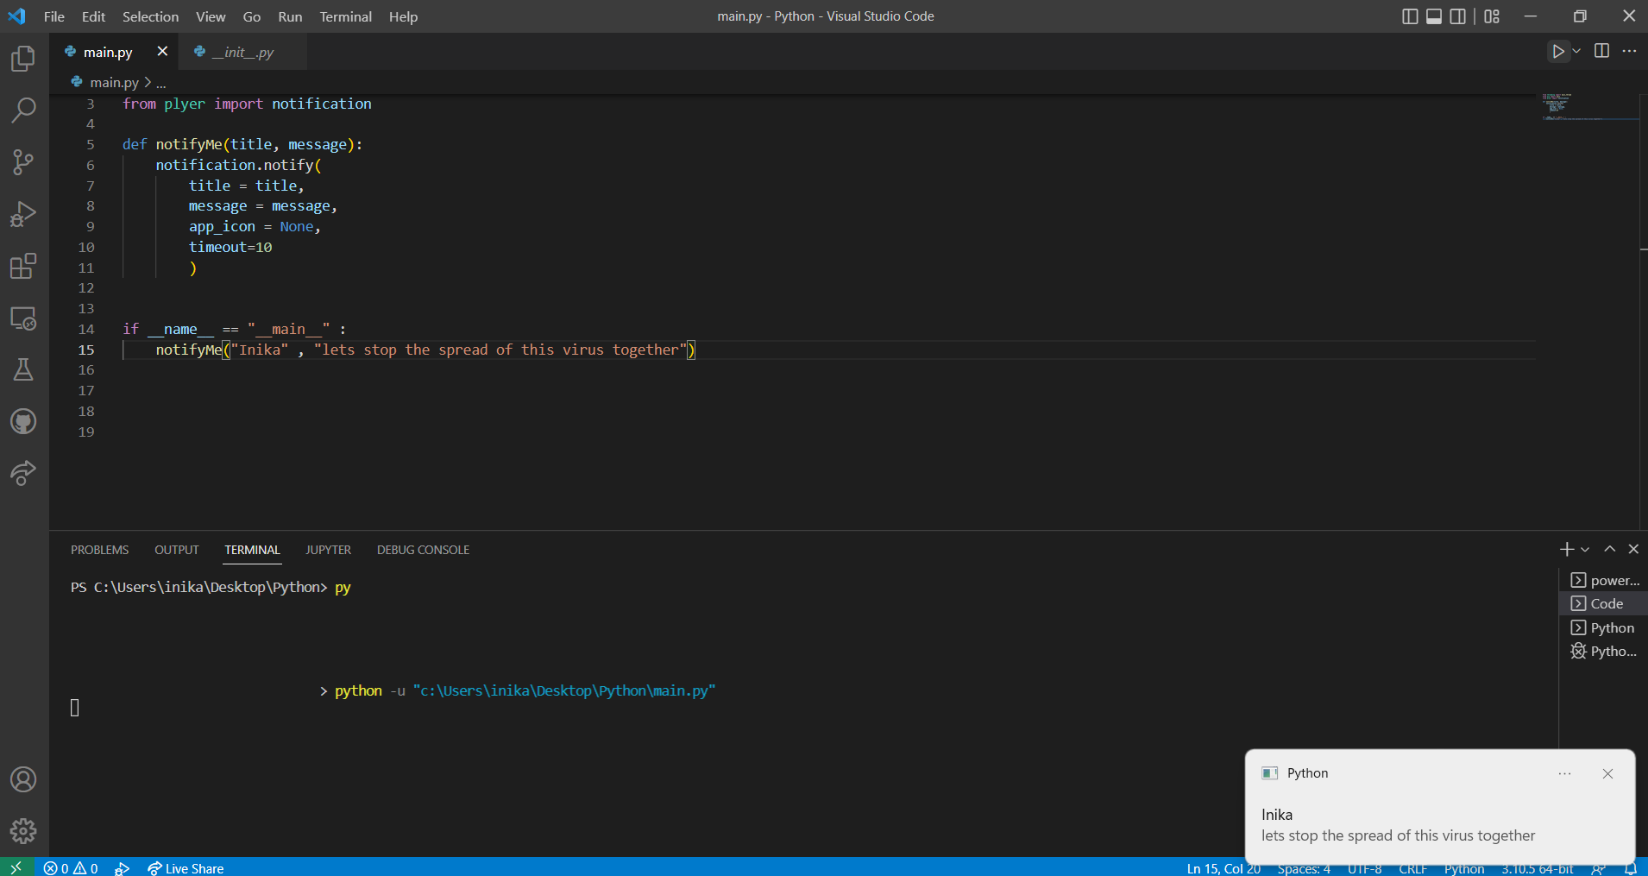 File Edit Selection View Go Run Terminal Help
main.py - Python - Visual Studio Code
main.py
__init__.py
main.py > ...
3 from plyer import notification
4
5 def notifyMe(title, message):
6 notification.notify(
7 title = title,
8 message = message,
9 app_icon = None,
10 timeout=10
11 )
12
13
14 if __name__ == "__main__" :
15 notifyMe("Inika" , "lets stop the spread of this virus together")
16
17
18
19
PROBLEMS OUTPUT TERMINAL JUPYTER DEBUG CONSOLE
PS C:\Users\inika\Desktop\Python> py
> python -u "c:\Users\inika\Desktop\Python\main.py"
power...
Code
Python
Pytho...
Python
Inika
lets stop the spread of this virus together
0 0 Live Share
Ln 15, Col 20 Spaces: 4 UTF-8 CRLF Python 3.10.5 64-bit